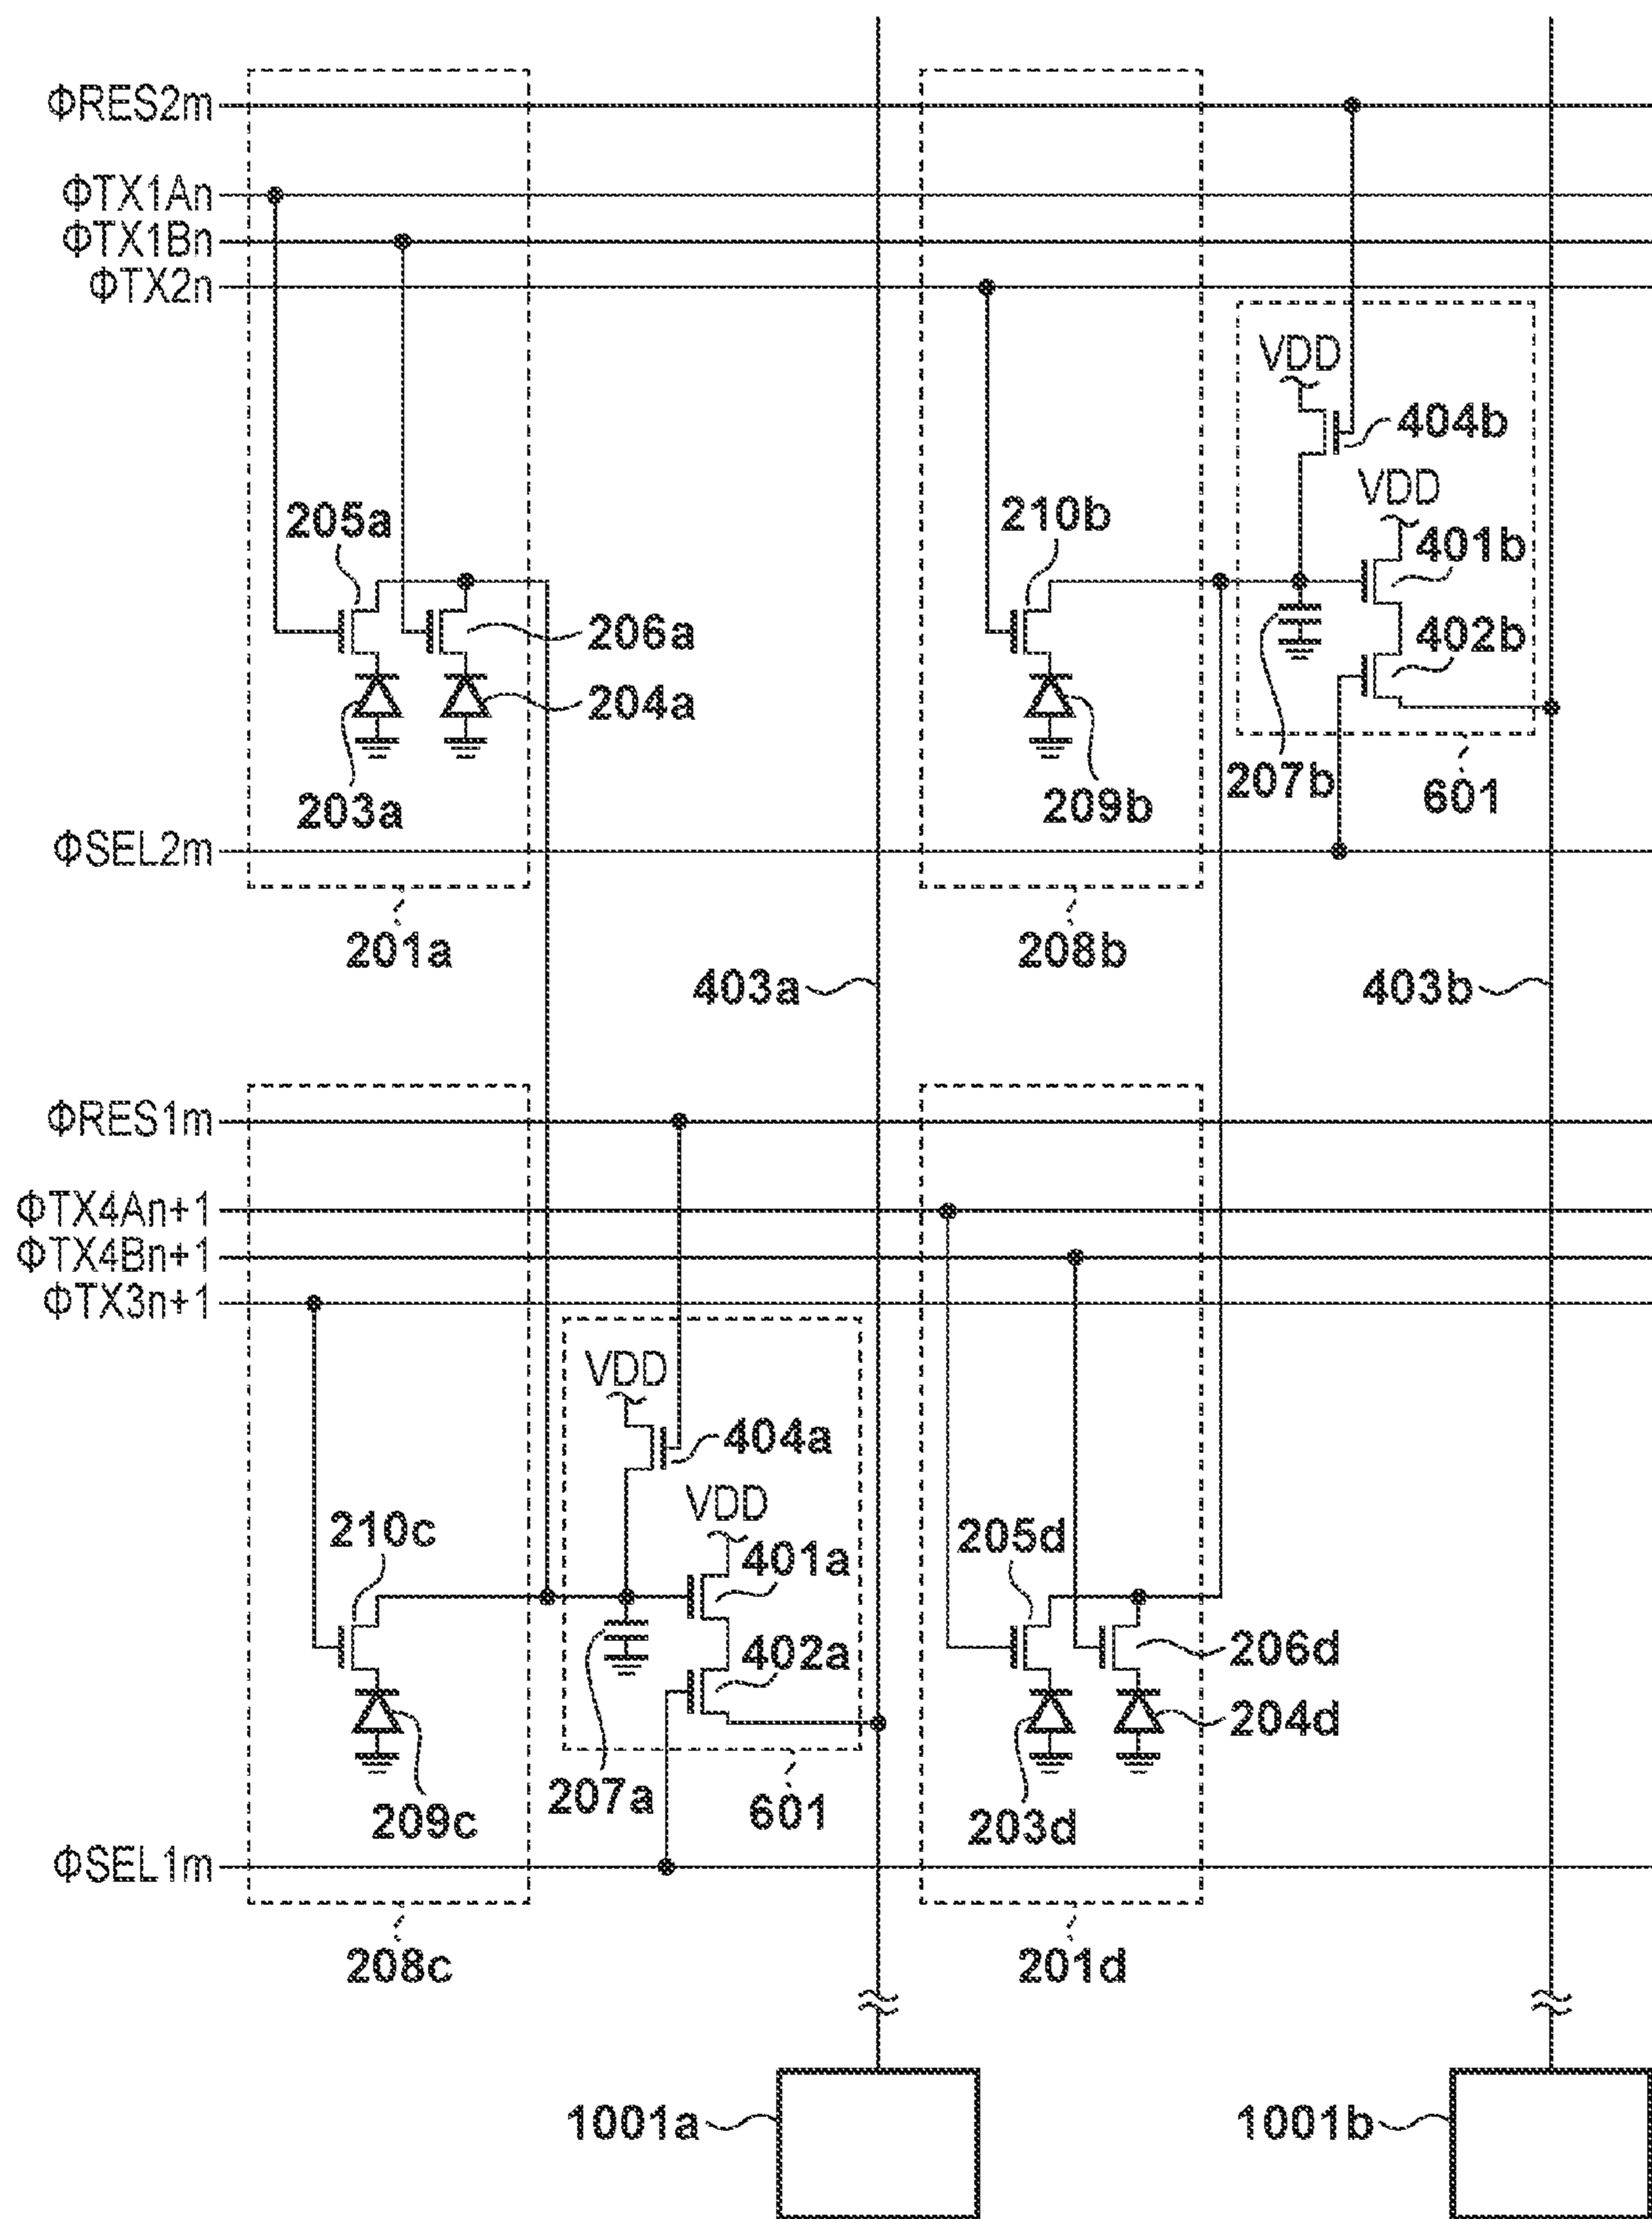 ΦRES2m
ΦTX1An
ΦTX1Bn
ΦTX2n
VDD
404b
VDD
205a
210b
401b
206a
402b
204a
203a
209b
207b
601
ΦSEL2m
201a
208b
403a
403b
ΦRES1m
ΦTX4An+1
ΦTX4Bn+1
ΦTX3n+1
VDD
404a
VDD
210c
401a
205d
402a
206d
204d
207a
601
209c
203d
ΦSEL1m
208c
201d
1001a
1001b